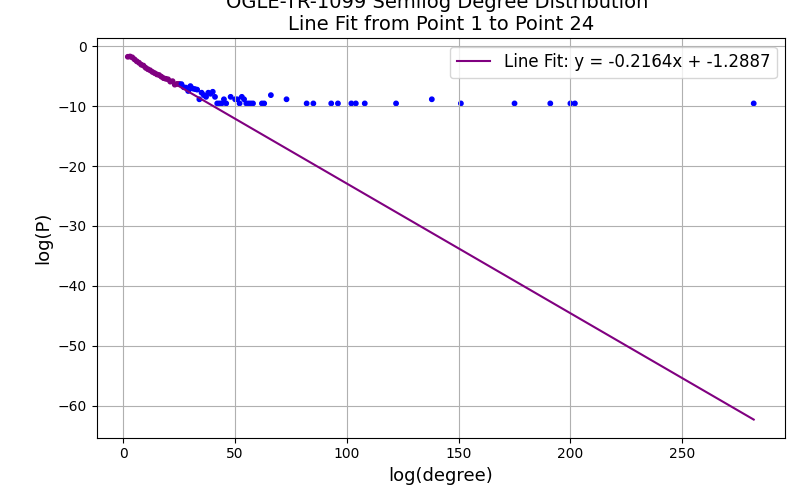 OGLE-TR-1099 Semilog Degree Distribution
Line Fit from Point 1 to Point 24
Line Fit: y = -0.2164x + -1.2887
0
−10
−20
−30
−40
−50
−60
log(P)
0 50 100 150 200 250
log(degree)